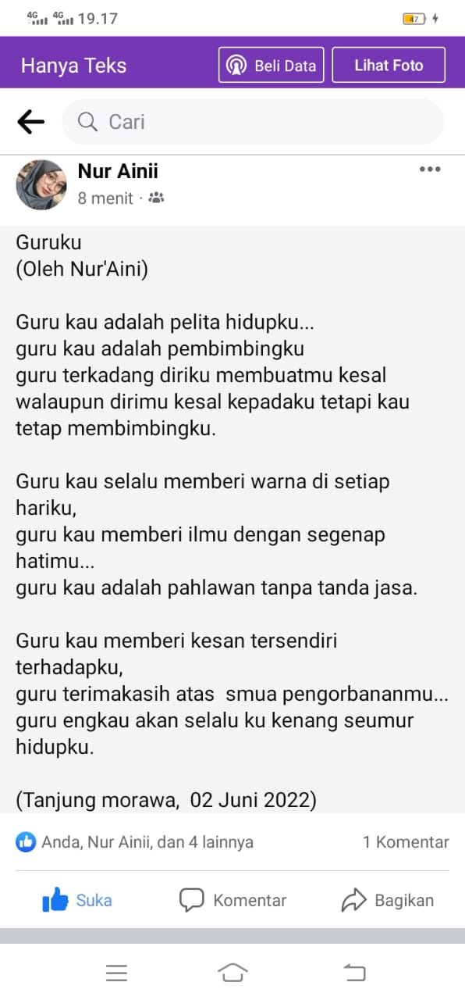 4G 4G 19.17 47
Hanya Teks Beli Data Lihat Foto
Cari
Nur Ainii
8 menit ·
Guruku
(Oleh Nur'Aini)
Guru kau adalah pelita hidupku...
guru kau adalah pembimbingku
guru terkadang diriku membuatmu kesal
walaupun dirimu kesal kepadaku tetapi kau
tetap membimbingku.
Guru kau selalu memberi warna di setiap
hariku,
guru kau memberi ilmu dengan segenap
hatimu...
guru kau adalah pahlawan tanpa tanda jasa.
Guru kau memberi kesan tersendiri
terhadapku,
guru terimakasih atas  smua pengorbananmu...
guru engkau akan selalu ku kenang seumur
hidupku.
(Tanjung morawa,  02 Juni 2022)
Anda, Nur Ainii, dan 4 lainnya 1 Komentar
Suka Komentar Bagikan